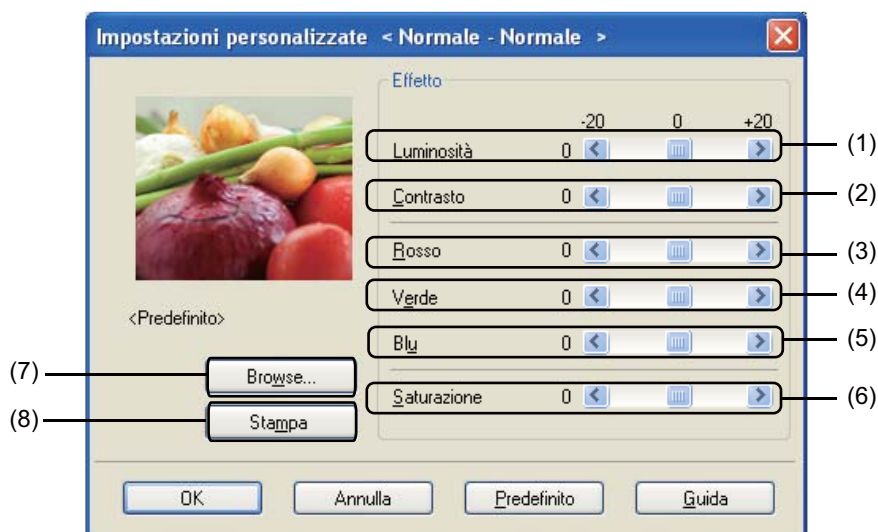 Impostazioni personalizzate < Normale - Normale >
Effetto
-20 0 +20
Luminosità 0 (1)
Contrasto 0 (2)
Rosso 0 (3)
Verde 0 (4)
<Predefinito>
Blu 0 (5)
(7) Browse...
Saturazione 0 (6)
(8) Stampa
OK Annulla Predefinito Guida